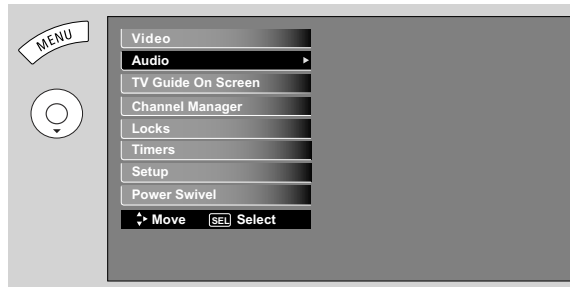 MENU
Video
Audio
TV Guide On Screen
Channel Manager
Locks
Timers
Setup
Power Swivel
Move SEL Select